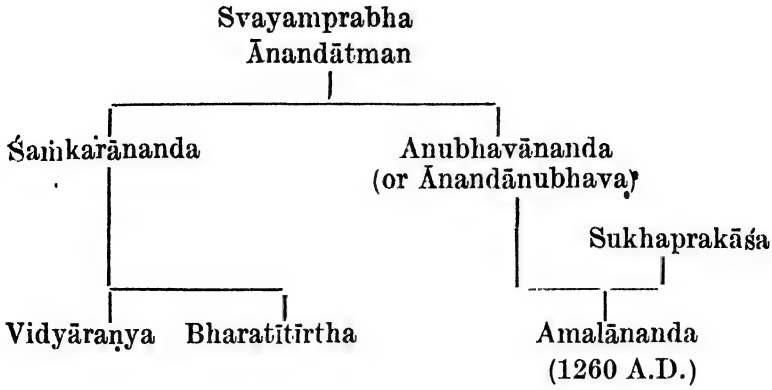 Svayamprabha
Ānandātman
Śaṁkarānanda
Anubhavānanda
(or Ānandānubhava)
Sukhaprakāśa
Vidyāraṇya
Bharatītīrtha
Amalānanda
(1260 A.D.)